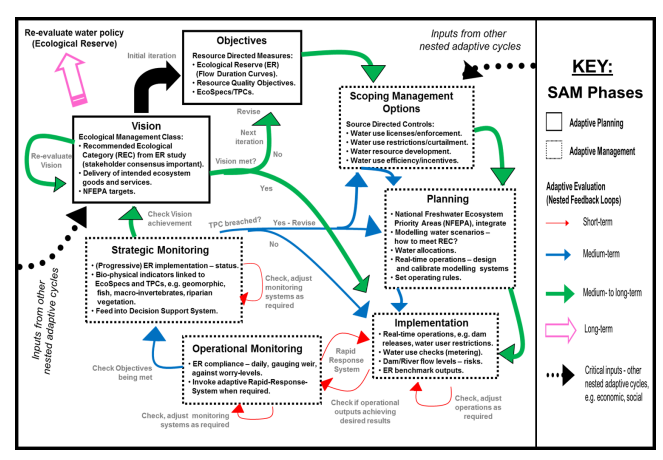 Re-evaluate water policy
(Ecological Reserve)
Initial iteration
Objectives
Resource Directed Measures:
• Ecological Reserve (ER)
(Flow Duration Curves).
• Resource Quality Objectives.
• EcoSpecs/TPCs.
Inputs from other
nested adaptive cycles
Scoping Management
Options
Source Directed Controls:
• Water use licenses/enforcement.
• Water use restrictions/curtailment.
• Water resource development.
• Water use efficiency/incentives.
Vision
Ecological Management Class:
• Recommended Ecological
Category (REC) from ER study
(stakeholder consensus important).
• Delivery of intended ecosystem
goods and services.
• NFEPA targets.
Re-evaluate
Vision
Revise
Next
iteration
Vision met?
No
Yes
Check Vision
achievement
TPC breached?
Yes - Revise
No
Planning
• National Freshwater Ecosystem
Priority Areas (NFEPA), integrate
• Modelling water scenarios –
how to meet REC?
• Water allocations.
• Real-time operations – design
and calibrate modelling systems
• Set operating rules.
Strategic Monitoring
• (Progressive) ER implementation – status.
• Bio-physical indicators linked to
EcoSpecs and TPCs, e.g. geomorphic,
fish, macro-invertebrates, riparian
vegetation.
• Feed into Decision Support System.
Check, adjust
monitoring
systems as
required
Inputs from other
nested adaptive cycles
Implementation
• Real-time operations, e.g. dam
releases, water user restrictions.
• Water use checks (metering).
• Dam/River flow levels – risks.
• ER benchmark outputs.
Operational Monitoring
• ER compliance – daily, gauging weir,
against worry-levels.
• Invoke adaptive Rapid-Response-
System when required.
Rapid
Response
System
Check Objectives
being met
Check, adjust monitoring
systems as required
Check if operational
outputs achieving
desired results
Check, adjust
operations as
required
KEY:
SAM Phases
Adaptive Planning
Adaptive Management
Adaptive Evaluation
(Nested Feedback Loops)
Short-term
Medium-term
Medium- to long-term
Long-term
Critical inputs - other
nested adaptive cycles,
e.g. economic, social